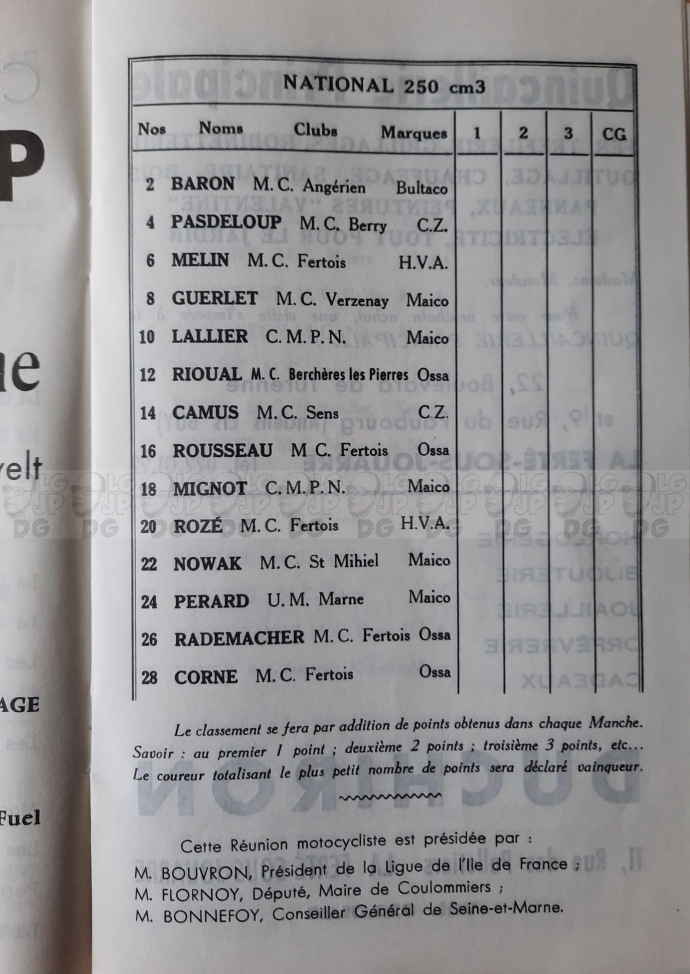 NATIONAL 250 cm3
Nos Noms Clubs Marques 1 2 3 CG
2 BARON M. C. Angérien Bultaco
4 PASDELOUP M. C. Berry C.Z.
6 MELIN M. C. Fertois H.V.A.
8 GUERLET M. C. Verzenay Maico
10 LALLIER C. M. P. N. Maico
12 RIOUAL M. C. Berchères les Pierres Ossa
14 CAMUS M. C. Sens C.Z.
16 ROUSSEAU M C. Fertois Ossa
18 MIGNOT C. M. P. N. Maico
20 ROZÉ M. C. Fertois H.V.A.
22 NOWAK M. C. St Mihiel Maico
24 PERARD U. M. Marne Maico
26 RADEMACHER M. C. Fertois Ossa
28 CORNE M. C. Fertois Ossa
Le classement se fera par addition de points obtenus dans chaque Manche.
Savoir : au premier 1 point ; deuxième 2 points ; troisième 3 points, etc...
Le coureur totalisant le plus petit nombre de points sera déclaré vainqueur.
Cette Réunion motocycliste est présidée par :
M. BOUVRON, Président de la Ligue de l'Ile de France ;
M. FLORNOY, Député, Maire de Coulommiers ;
M. BONNEFOY, Conseiller Général de Seine-et-Marne.
P
ue
velt
AGE
Fuel